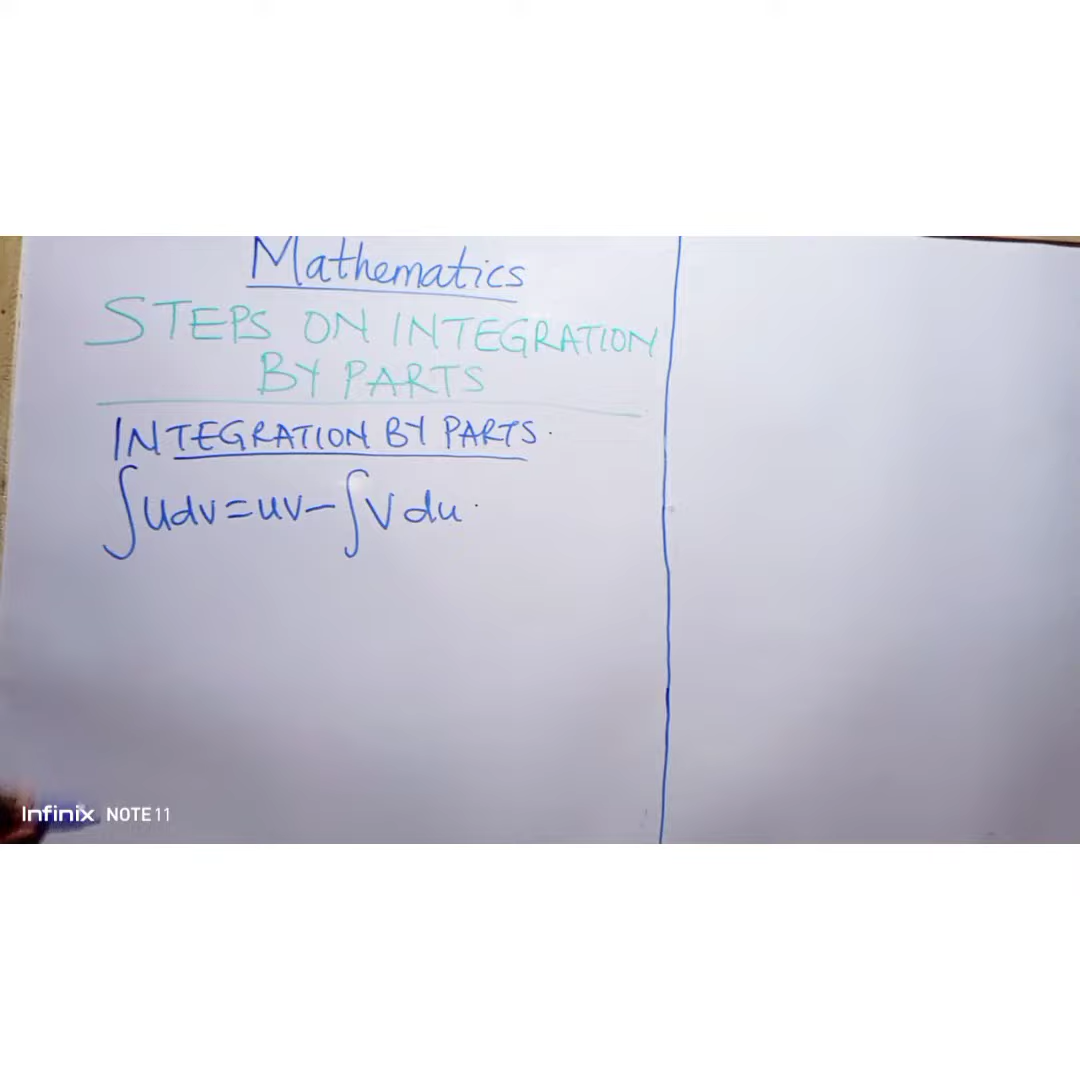 Mathematics
STEPS ON INTEGRATION
BY PARTS
INTEGRATION BY PARTS.
∫udv=uv-∫vdu.
Infinix NOTE 11